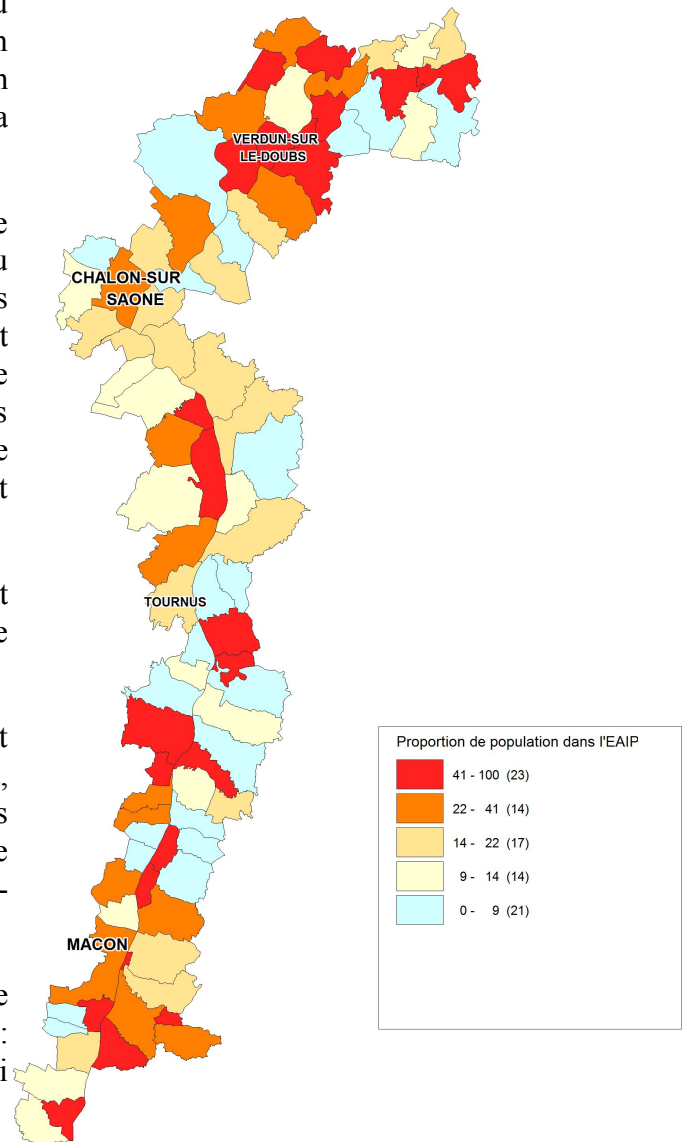 u
n
n
a
e
u
s
t
e
s
e
t
t
e
t
,
s
e
-
e
:
i
VERDUN-SUR
LE-DOUBS
CHALON-SUR
SAONE
TOURNUS
MACON
Proportion de population dans l'EAIP
41 - 100 (23)
22 - 41 (14)
14 - 22 (17)
9 - 14 (14)
0 - 9 (21)